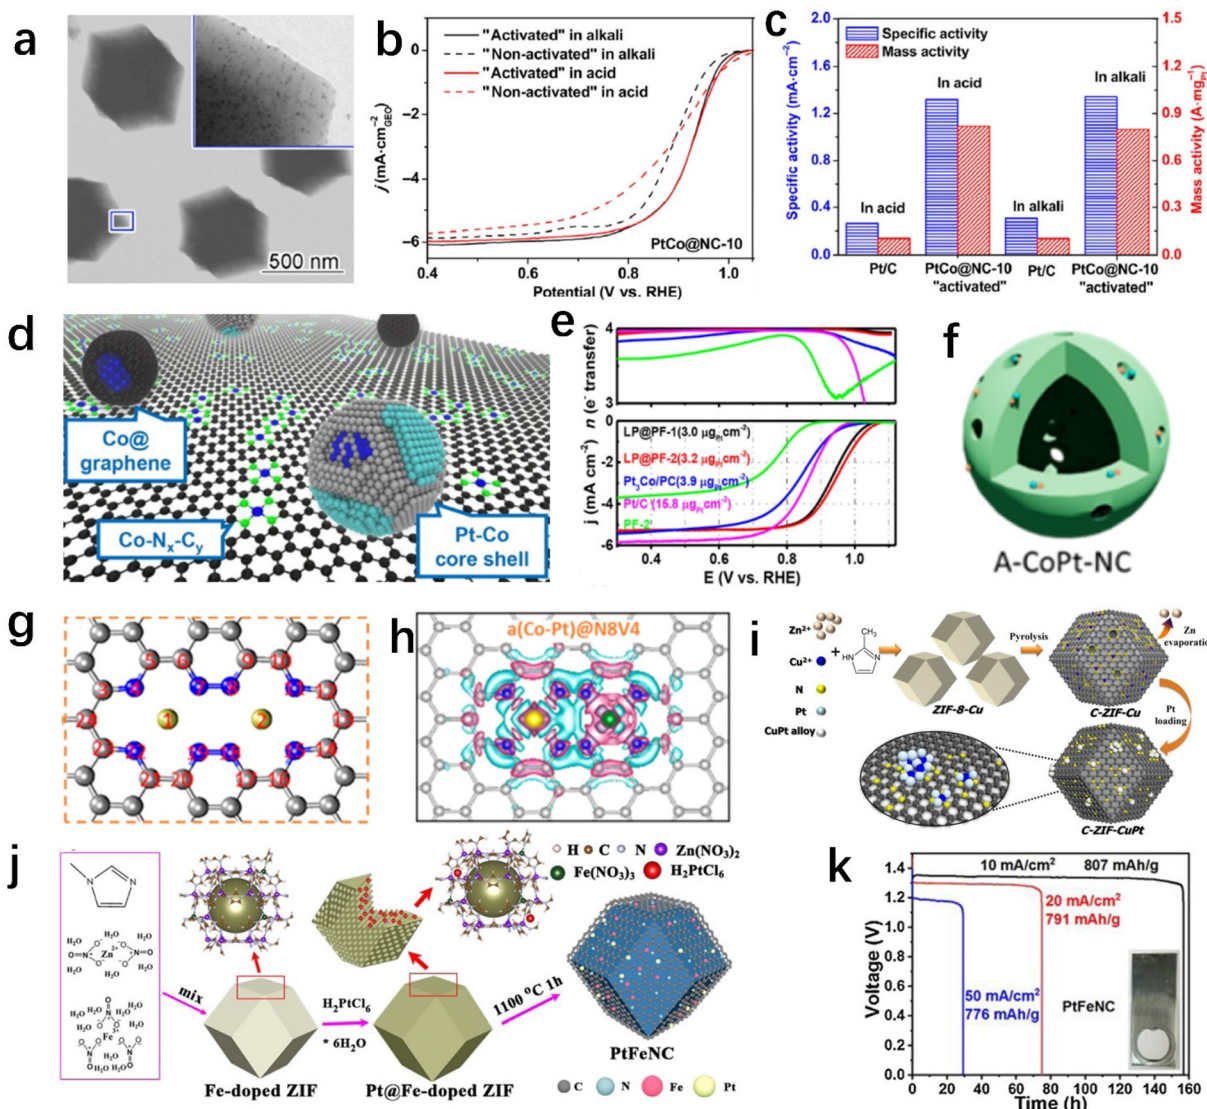 a
500 nm
b
"Activated" in alkali
"Non-activated" in alkali
"Activated" in acid
"Non-activated" in acid
PtCo@NC-10
j (mA·cm⁻²GEO)
0
−2
−4
−6
0.4
0.6
0.8
1.0
Potential (V vs. RHE)
c
Specific activity
Mass activity
In acid
In alkali
In acid
In alkali
Specific activity (mA·cm⁻²)
2.0
1.6
1.2
0.8
0.4
0.0
Mass activity (A·mg⁻¹Pt)
1.5
1.2
0.9
0.6
0.3
0.0
Pt/C
PtCo@NC-10
"activated"
Pt/C
PtCo@NC-10
"activated"
d
Co@
graphene
Co-Nx-Cy
Pt-Co
core shell
e
n (e⁻ transfer)
4
3
j (mA cm⁻²)
0
-2
-4
-6
LP@PF-1(3.0 μgPtcm⁻²)
LP@PF-2(3.2 μgPtcm⁻²)
Pt3Co/PC(3.9 μgPtcm⁻²)
Pt/C (15.8 μgPtcm⁻²)
PF-2
0.4
0.6
0.8
1.0
E (V vs. RHE)
f
A-CoPt-NC
g
1
2
h
a(Co-Pt)@N8V4
i
Zn²⁺
Cu²⁺
N
Pt
CuPt alloy
+
CH₃
HN
N
ZIF-8-Cu
Pyrolysis
C-ZIF-Cu
Zn
evaporatio
Pt
loading
C-ZIF-CuPt
j
H C N Zn(NO₃)₂
Fe(NO₃)₃ H₂PtCl₆
mix
Fe-doped ZIF
H₂PtCl₆
* 6H₂O
Pt@Fe-doped ZIF
1100 °C 1h
PtFeNC
C N Fe Pt
k
10 mA/cm² 807 mAh/g
20 mA/cm²
791 mAh/g
50 mA/cm²
776 mAh/g
PtFeNC
Voltage (V)
1.4
1.2
0.9
0.6
0.3
0.0
0
20
40
60
80
100
120
140
160
Time (h)